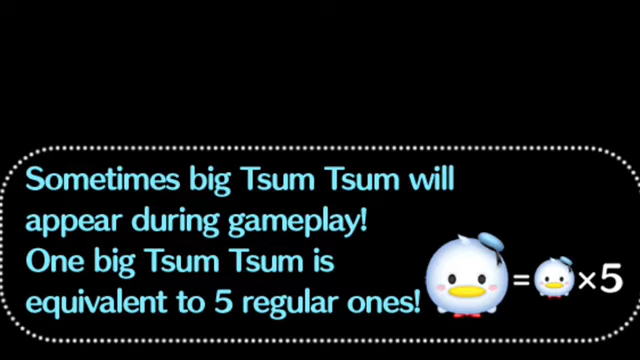 Sometimes big Tsum Tsum will
appear during gameplay!
One big Tsum Tsum is
equivalent to 5 regular ones!
=×5